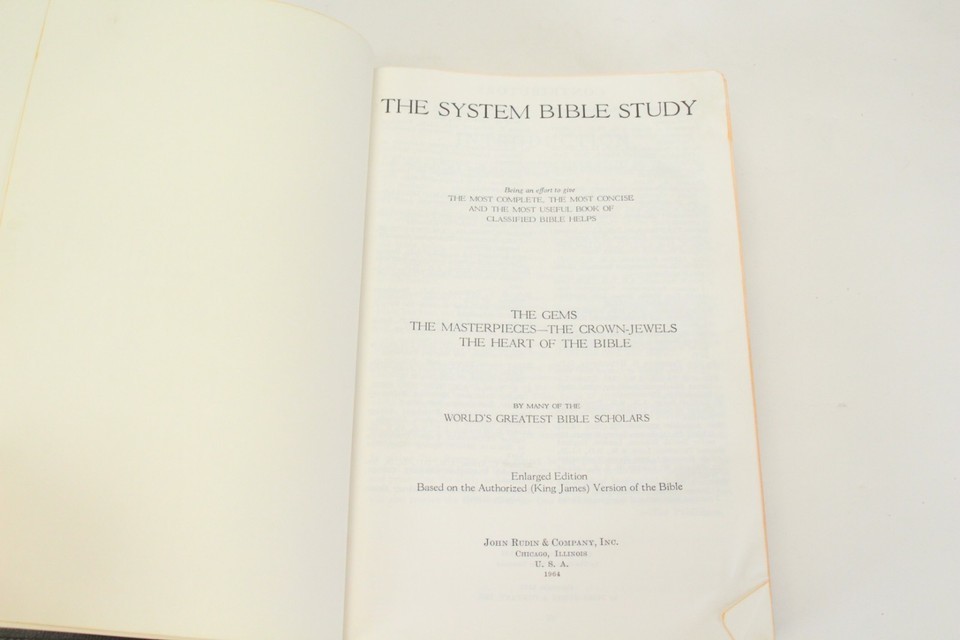 THE SYSTEM BIBLE STUDY
Being an effort to give
THE MOST COMPLETE, THE MOST CONCISE
AND THE MOST USEFUL BOOK OF
CLASSIFIED BIBLE HELPS
THE GEMS
THE MASTERPIECES—THE CROWN-JEWELS
THE HEART OF THE BIBLE
BY MANY OF THE
WORLD'S GREATEST BIBLE SCHOLARS
Enlarged Edition
Based on the Authorized (King James) Version of the Bible
JOHN RUDIN & COMPANY, INC.
CHICAGO, ILLINOIS
U. S. A.
1964